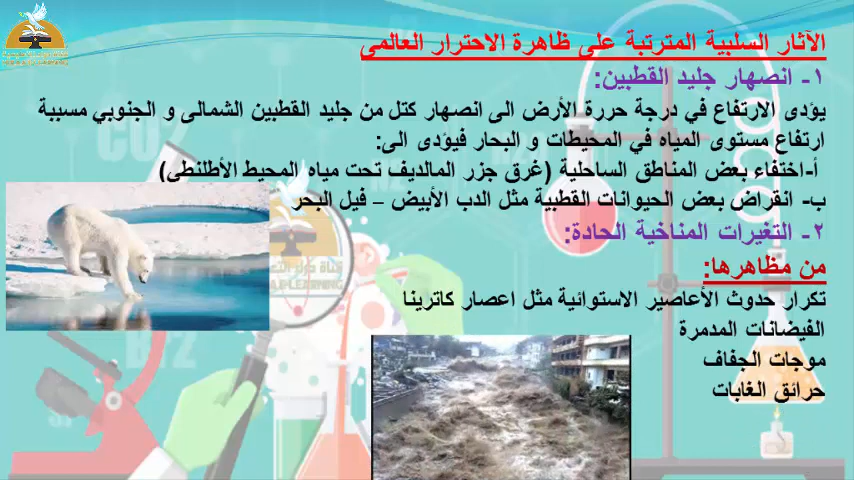 الآثار السلبية المترتبة على ظاهرة الاحترار العالمى
١- انصهار جليد القطبين:
يؤدى الارتفاع في درجة حررة الأرض الى انصهار كتل من جليد القطبين الشمالى و الجنوبي مسببة
ارتفاع مستوى المياه في المحيطات و البحار فيؤدى الى:
أ-اختفاء بعض المناطق الساحلية (غرق جزر المالديف تحت مياه المحيط الأطلنطى)
ب- انقراض بعض الحيوانات القطبية مثل الدب الأبيض – فيل البحر
٢- التغيرات المناخية الحادة:
من مظاهرها:
تكرار حدوث الأعاصير الاستوائية مثل اعصار كاترينا
الفيضانات المدمرة
موجات الجفاف
حرائق الغابات
CO2